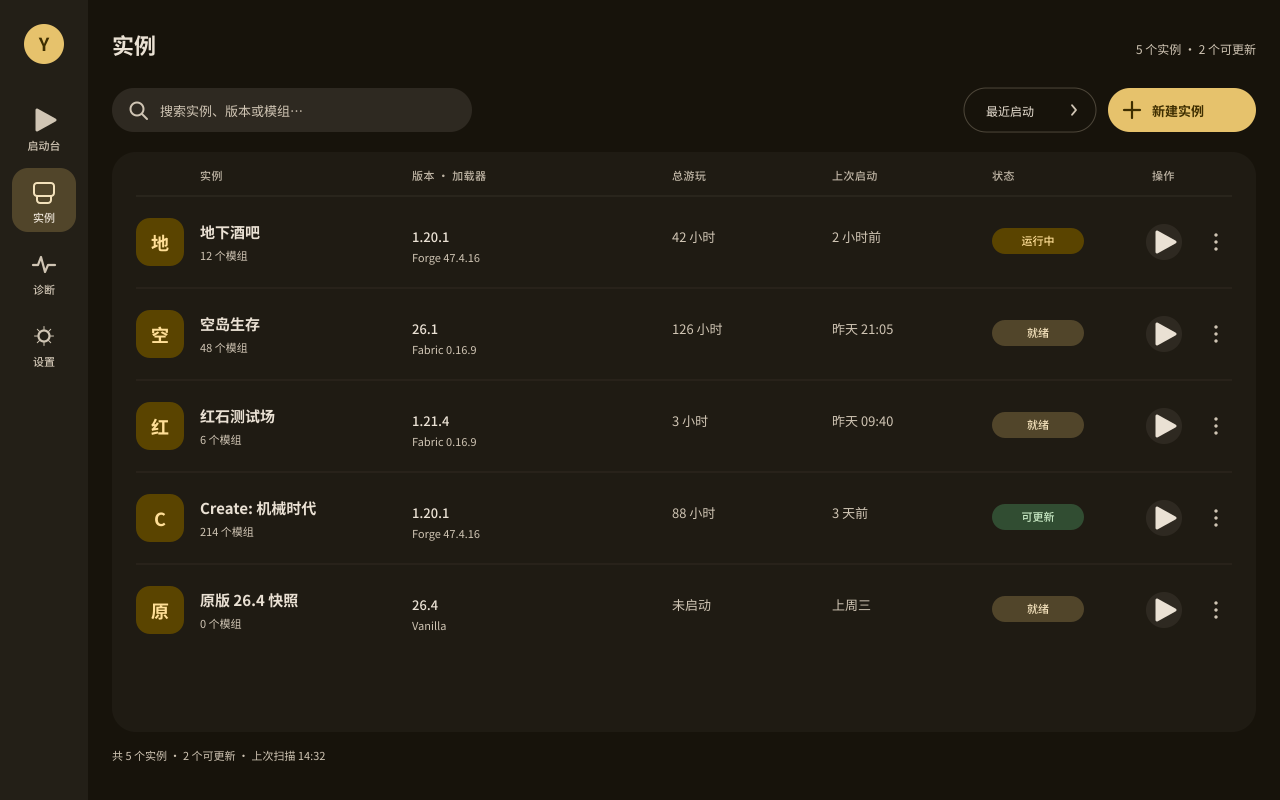 Y
启动台
实例
诊断
设置
实例
5 个实例 · 2 个可更新
搜索实例、版本或模组…
最近启动
新建实例
实例 版本 · 加载器 总游玩 上次启动 状态 操作
地
地下酒吧
12 个模组
1.20.1
Forge 47.4.16
42 小时
2 小时前
运行中
空
空岛生存
48 个模组
26.1
Fabric 0.16.9
126 小时
昨天 21:05
就绪
红
红石测试场
6 个模组
1.21.4
Fabric 0.16.9
3 小时
昨天 09:40
就绪
C
Create: 机械时代
214 个模组
1.20.1
Forge 47.4.16
88 小时
3 天前
可更新
原
原版 26.4 快照
0 个模组
26.4
Vanilla
未启动
上周三
就绪
共 5 个实例 · 2 个可更新 · 上次扫描 14:32